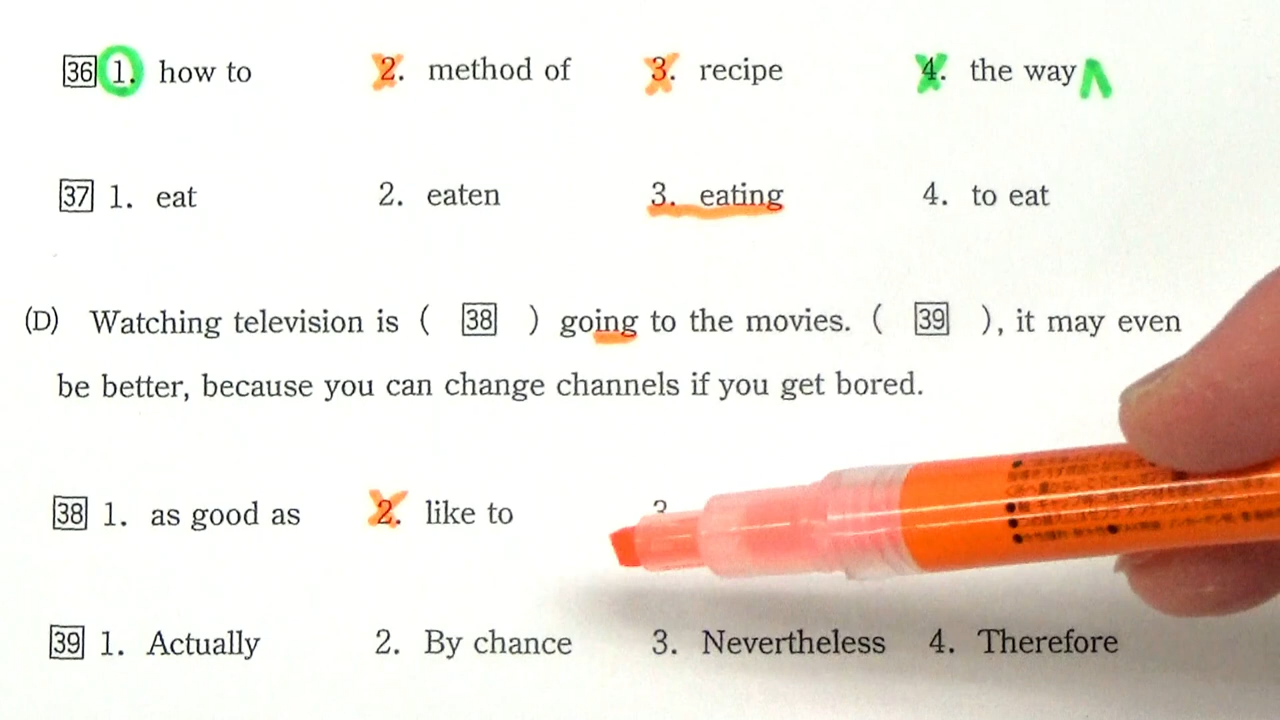 36 1. how to 2. method of 3. recipe 4. the way
37 1. eat 2. eaten 3. eating 4. to eat
(D) Watching television is ( 38 ) going to the movies. ( 39 ), it may even
be better, because you can change channels if you get bored.
38 1. as good as 2. like to
39 1. Actually 2. By chance 3. Nevertheless 4. Therefore